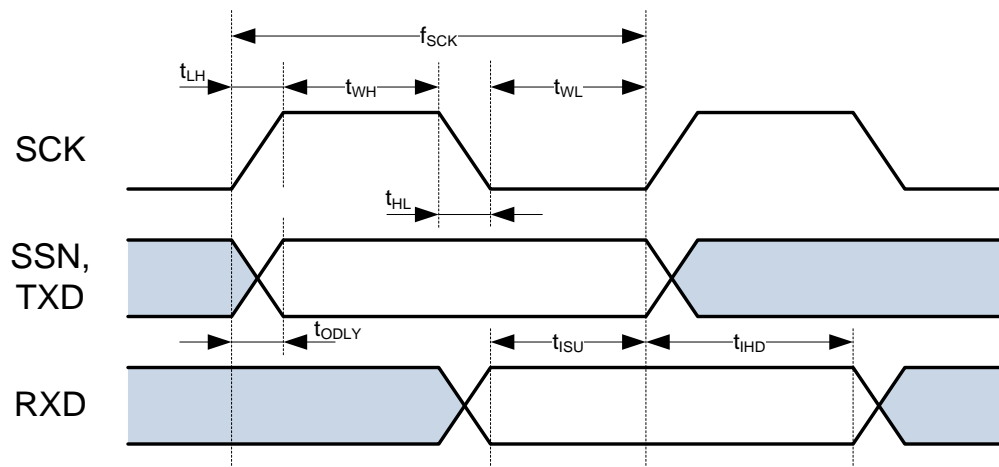 fSCK
tLH
tWH
tWL
SCK
tHL
SSN,
TXD
tODLY
tISU
tIHD
RXD